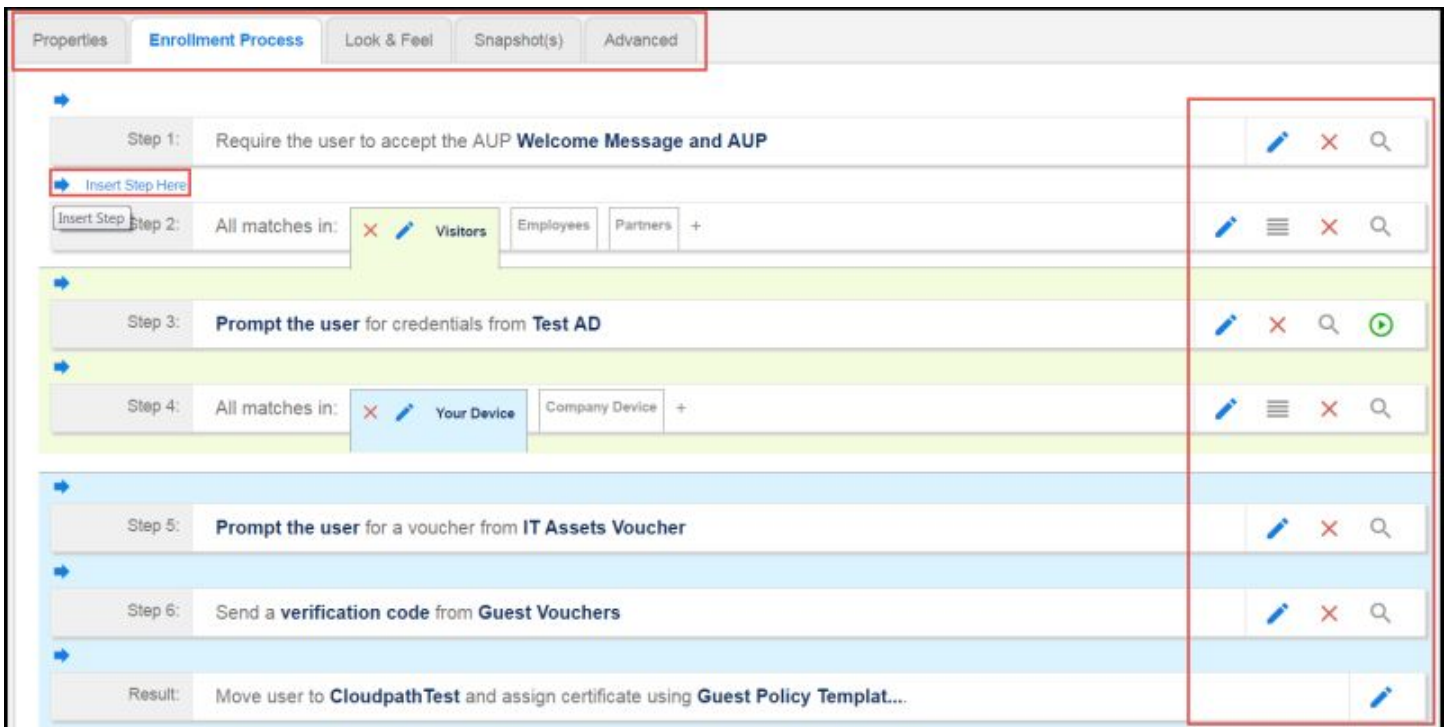 Properties Enrollment Process Look & Feel Snapshot(s) Advanced
Step 1: Require the user to accept the AUP Welcome Message and AUP
Insert Step Here
Insert Step
Step 2: All matches in: Visitors Employees Partners +
Step 3: Prompt the user for credentials from Test AD
Step 4: All matches in: Your Device Company Device +
Step 5: Prompt the user for a voucher from IT Assets Voucher
Step 6: Send a verification code from Guest Vouchers
Result: Move user to CloudpathTest and assign certificate using Guest Policy Templat....